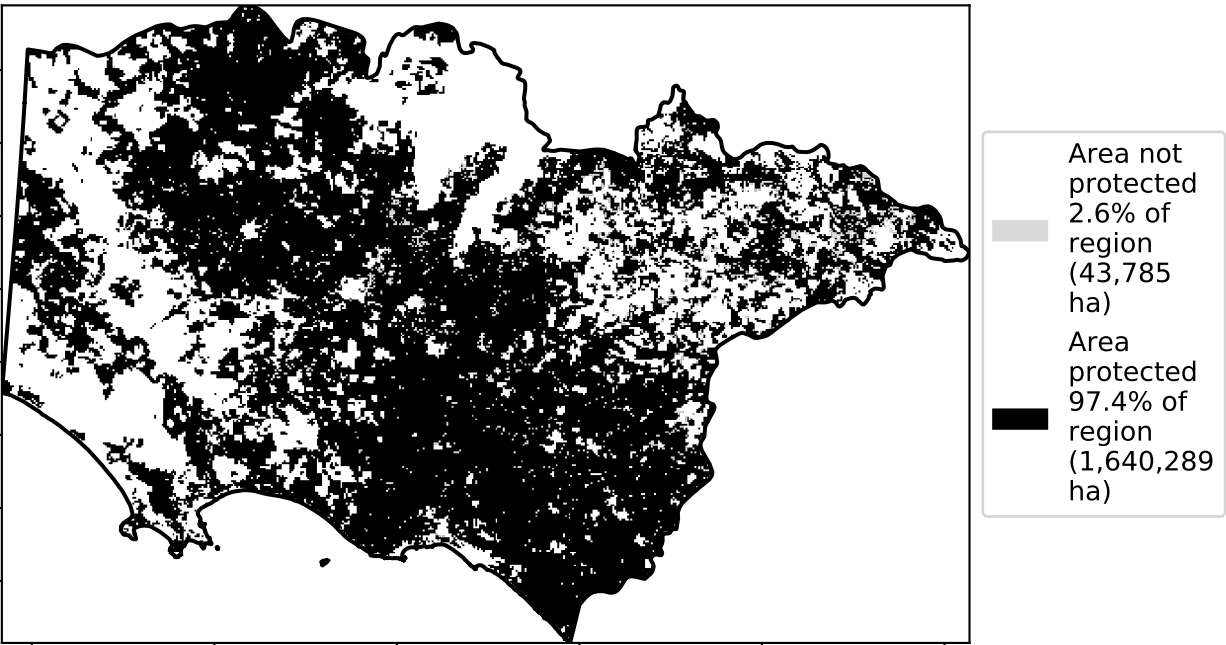 Area not
protected
2.6% of
region
(43,785
ha)
Area
protected
97.4% of
region
(1,640,289
ha)